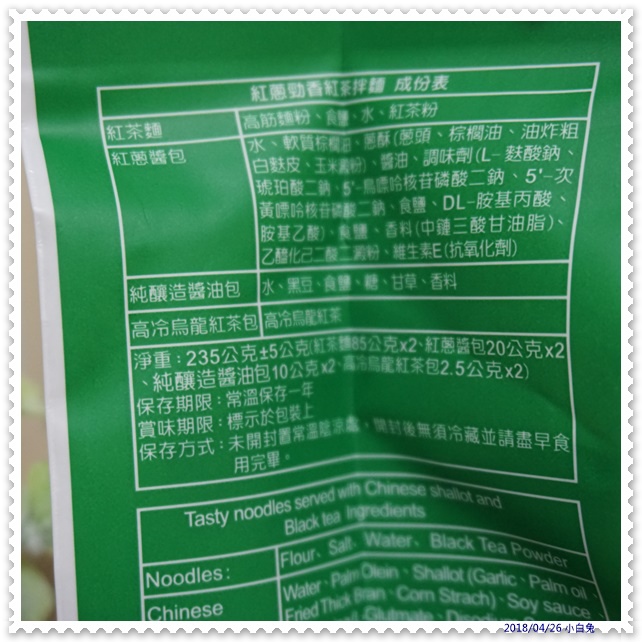 紅蔥勁香紅茶拌麵 成份表
紅茶麵
高筋麵粉、食鹽、水、紅茶粉
紅蔥醬包
水、軟質棕櫚油、蔥酥(蔥頭、棕櫚油、油炸粗
白麩皮、玉米澱粉)、醬油、調味劑(L-麩酸鈉、
琥珀酸二鈉、5'-鳥嘌呤核苷磷酸二鈉、5'-次
黃嘌呤核苷磷酸二鈉、食鹽、DL-胺基丙酸、
胺基乙酸)、食鹽、香料(中鏈三酸甘油脂)、
乙醯化己二酸二澱粉、維生素E(抗氧化劑)
純釀造醬油包
水、黑豆、食鹽、糖、甘草、香料
高冷烏龍紅茶包
高冷烏龍紅茶
淨重:235公克±5公克(紅茶麵85公克x2、紅蔥醬包20公克x2
、純釀造醬油包10公克x2、高冷烏龍紅茶包2.5公克x2)
保存期限:常溫保存一年
賞味期限:標示於包裝上
保存方式:未開封置常溫陰涼處,開封後無須冷藏並請盡早食
用完畢。
Tasty noodles served with Chinese shallot and
Black tea Ingredients
Noodles:
Flour、Salt、Water、Black Tea Powder
Chinese
Water、Palm Olein、Shallot (Garlic、Palm oil、
Fried Thick Bran、Corn Strach)、Soy sauce
Glutmate
2018/04/26 小白兔